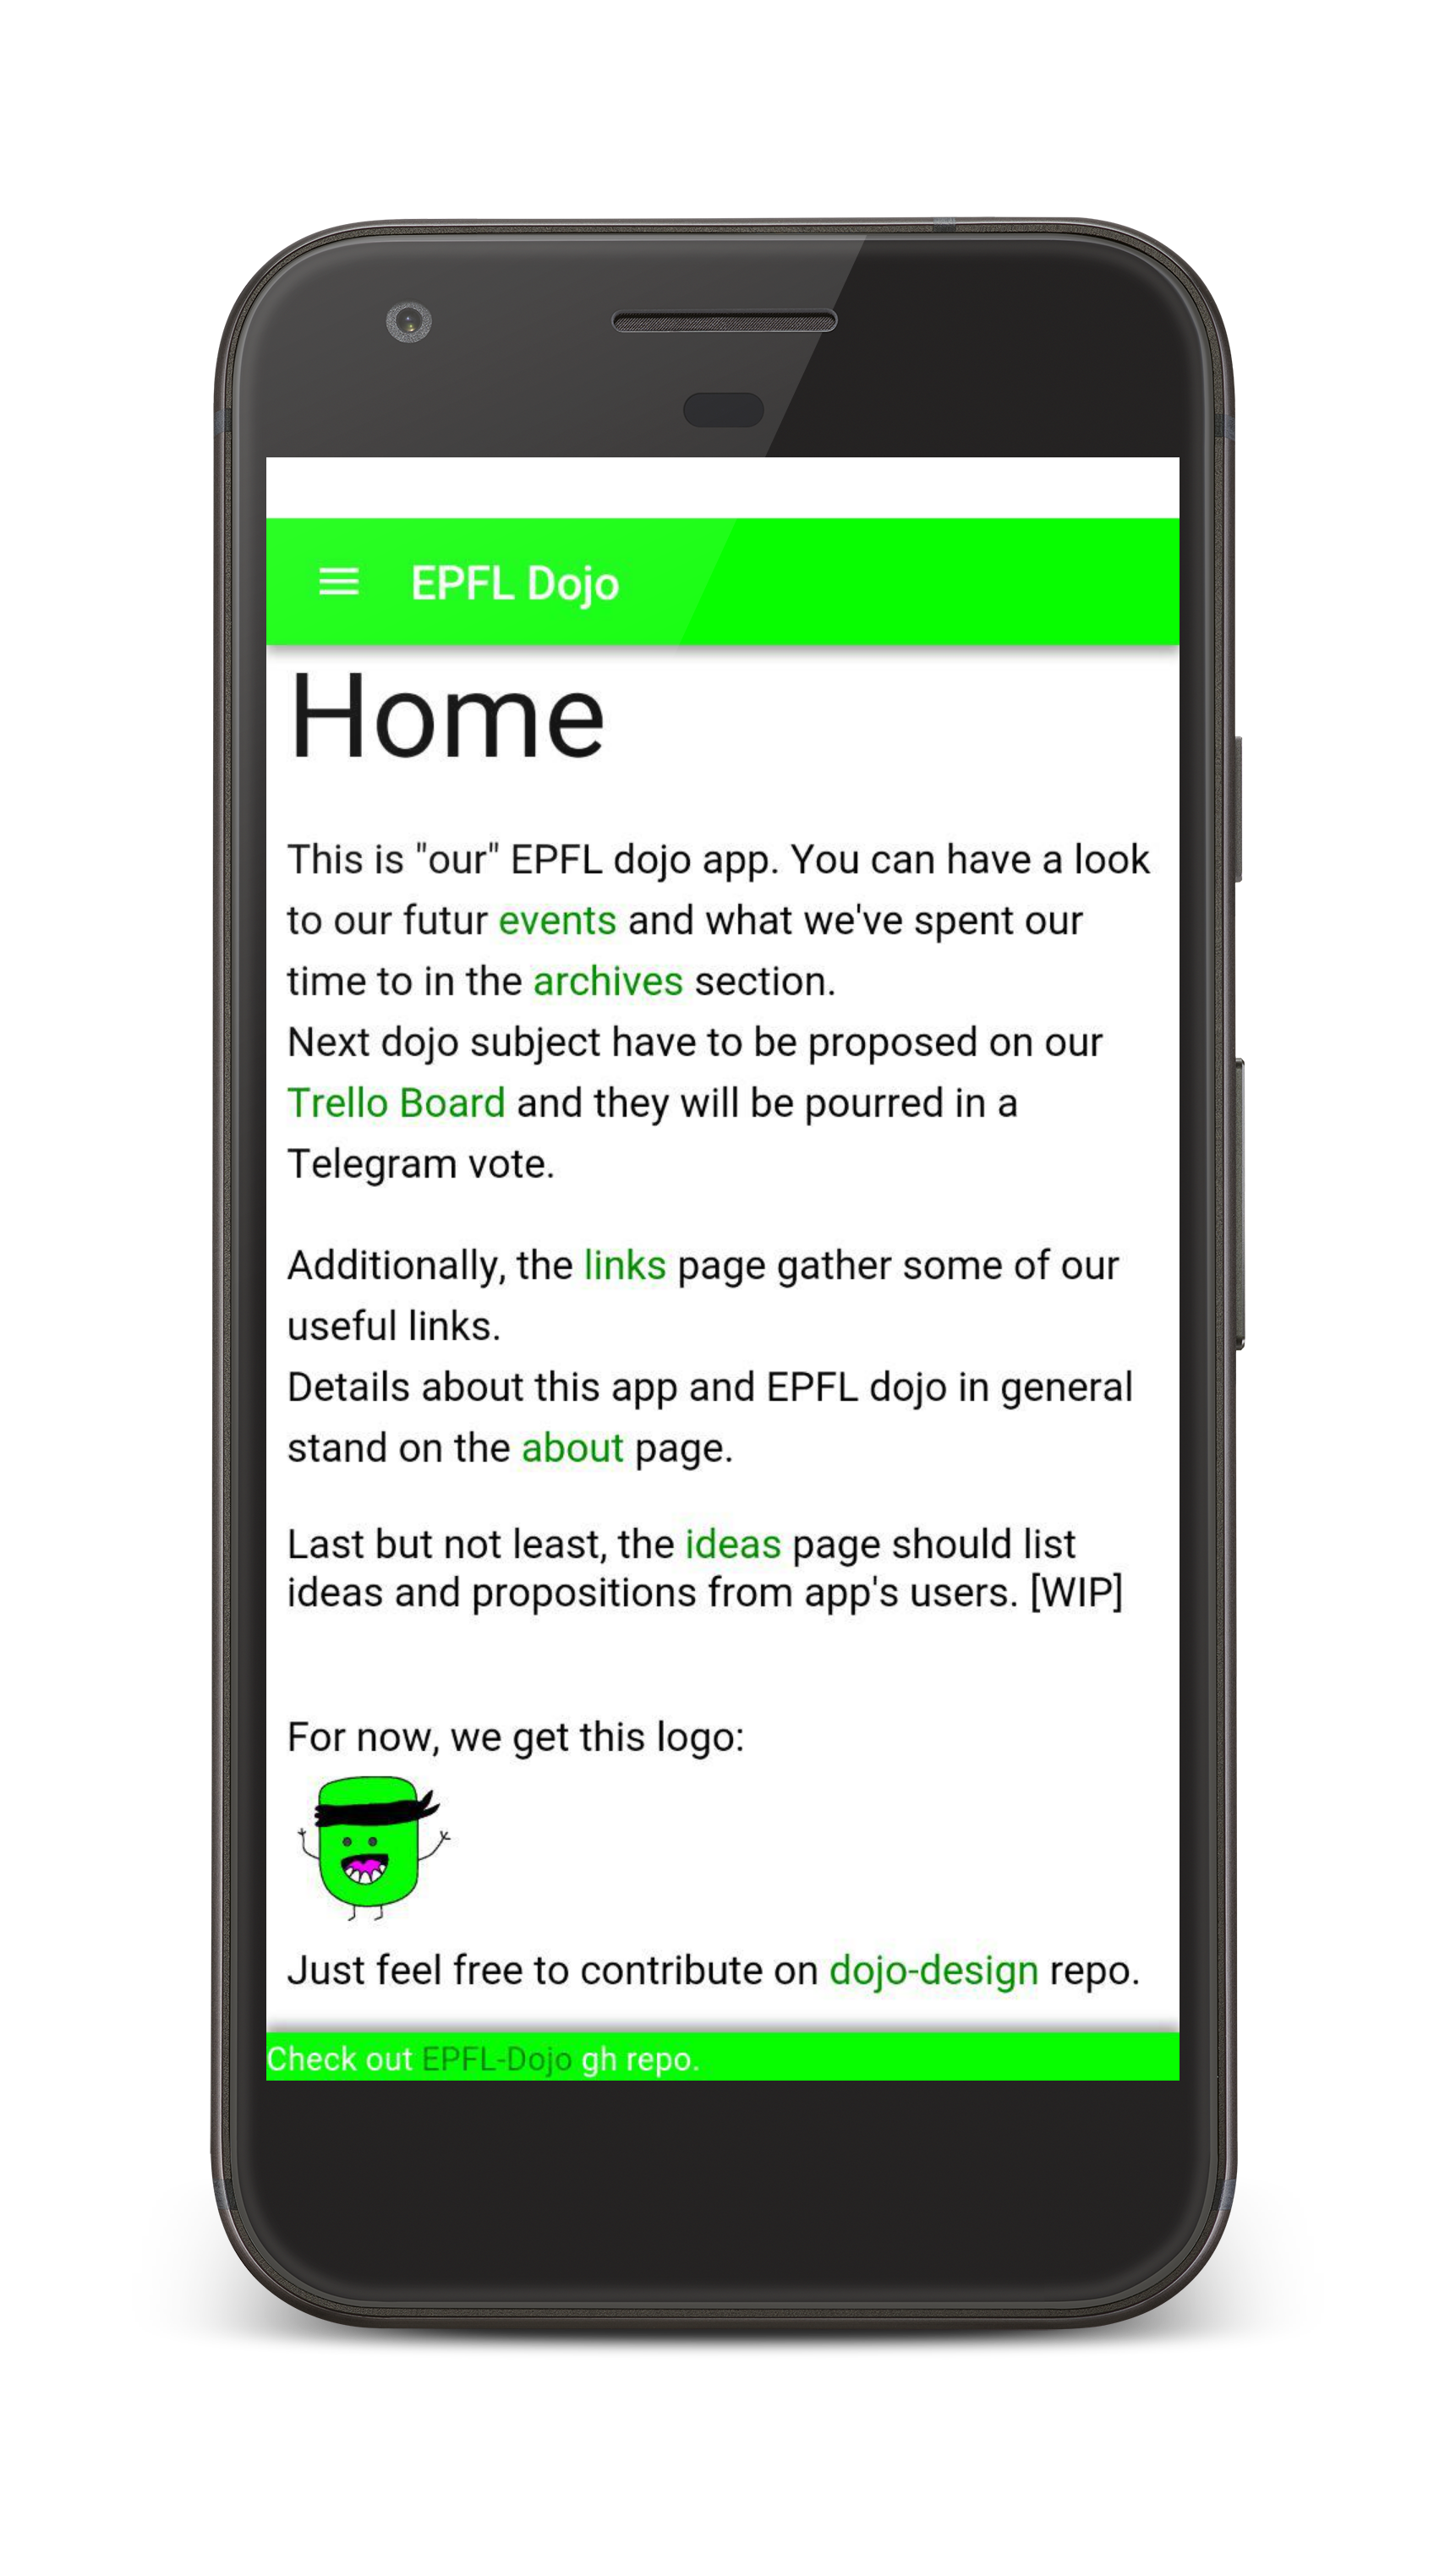 EPFL Dojo
Home
This is "our" EPFL dojo app. You can have a look
to our futur events and what we've spent our
time to in the archives section.
Next dojo subject have to be proposed on our
Trello Board and they will be pourred in a
Telegram vote.
Additionally, the links page gather some of our
useful links.
Details about this app and EPFL dojo in general
stand on the about page.
Last but not least, the ideas page should list
ideas and propositions from app's users. [WIP]
For now, we get this logo:
Just feel free to contribute on dojo-design repo.
Check out EPFL-Dojo gh repo.